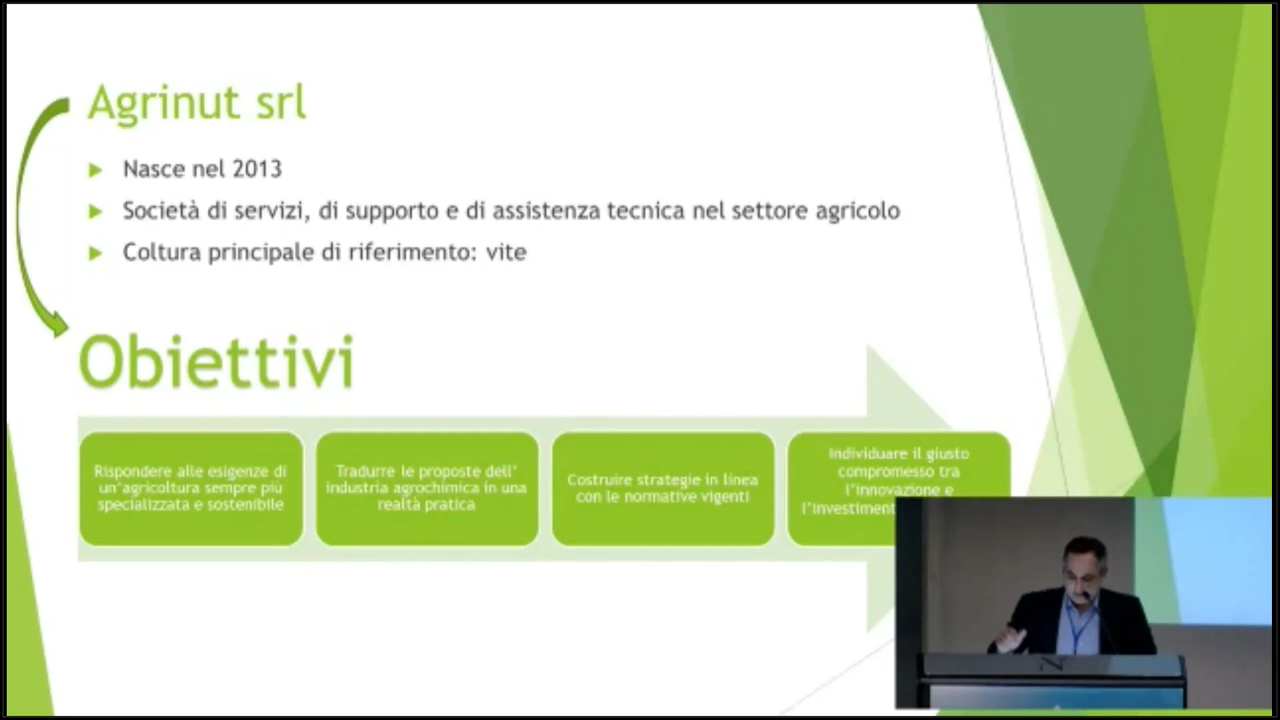 Agrinut srl
Nasce nel 2013
Società di servizi, di supporto e di assistenza tecnica nel settore agricolo
Coltura principale di riferimento: vite
Obiettivi
Rispondere alle esigenze di
un'agricoltura sempre più
specializzata e sostenibile
Tradurre le proposte dell'
industria agrochimica in una
realtà pratica
Costruire strategie in linea
con le normative vigenti
Individuare il giusto
compromesso tra
l'innovazione e